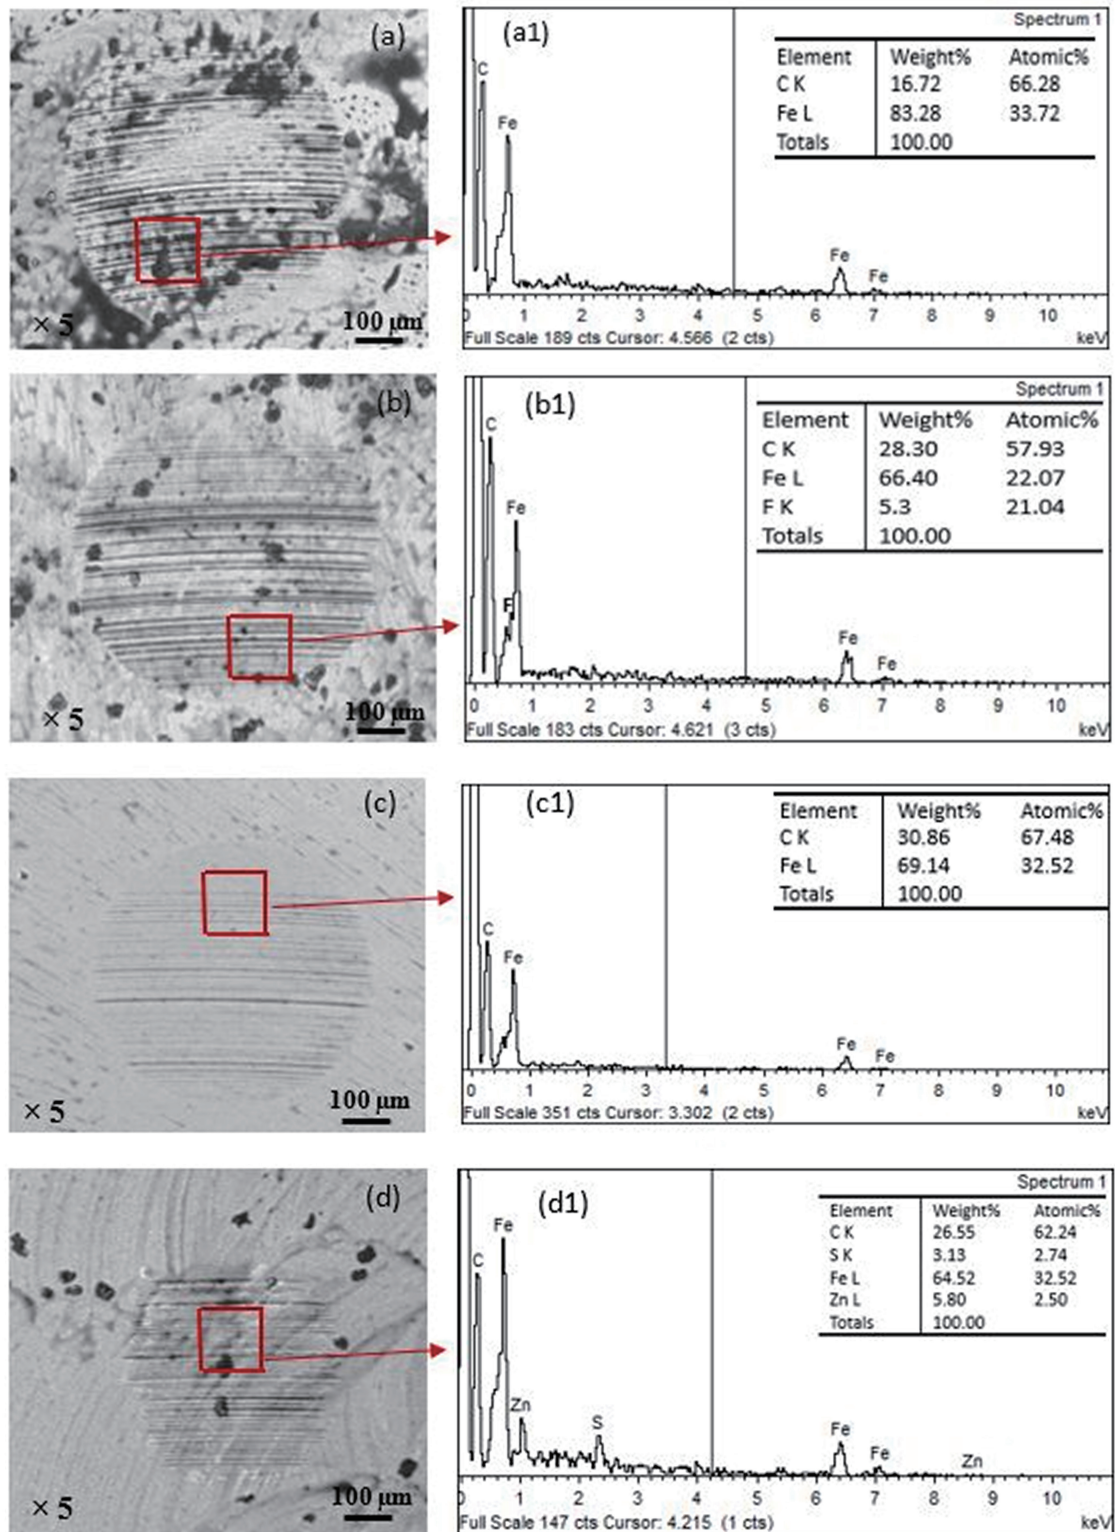 (a)
× 5
100 µm
(a1)
Spectrum 1
Element Weight% Atomic%
C K 16.72 66.28
Fe L 83.28 33.72
Totals 100.00
C
Fe
Fe
Fe
0 1 2 3 4 5 6 7 8 9 10
Full Scale 189 cts Cursor: 4.566 (2 cts) keV
(b)
× 5
100 µm
(b1)
Spectrum 1
Element Weight% Atomic%
C K 28.30 57.93
Fe L 66.40 22.07
F K 5.3 21.04
Totals 100.00
C
Fe
F
Fe
Fe
0 1 2 3 4 5 6 7 8 9 10
Full Scale 183 cts Cursor: 4.621 (3 cts) keV
(c)
× 5
100 µm
(c1)
Element Weight% Atomic%
C K 30.86 67.48
Fe L 69.14 32.52
Totals 100.00
C
Fe
Fe
Fe
0 1 2 3 4 5 6 7 8 9 10
Full Scale 351 cts Cursor: 3.302 (2 cts) keV
(d)
× 5
100 µm
(d1)
Spectrum 1
Element Weight% Atomic%
C K 26.55 62.24
S K 3.13 2.74
Fe L 64.52 32.52
Zn L 5.80 2.50
Totals 100.00
Fe
C
Zn
S
Fe
Fe
Zn
0 1 2 3 4 5 6 7 8 9 10
Full Scale 147 cts Cursor: 4.215 (1 cts) keV